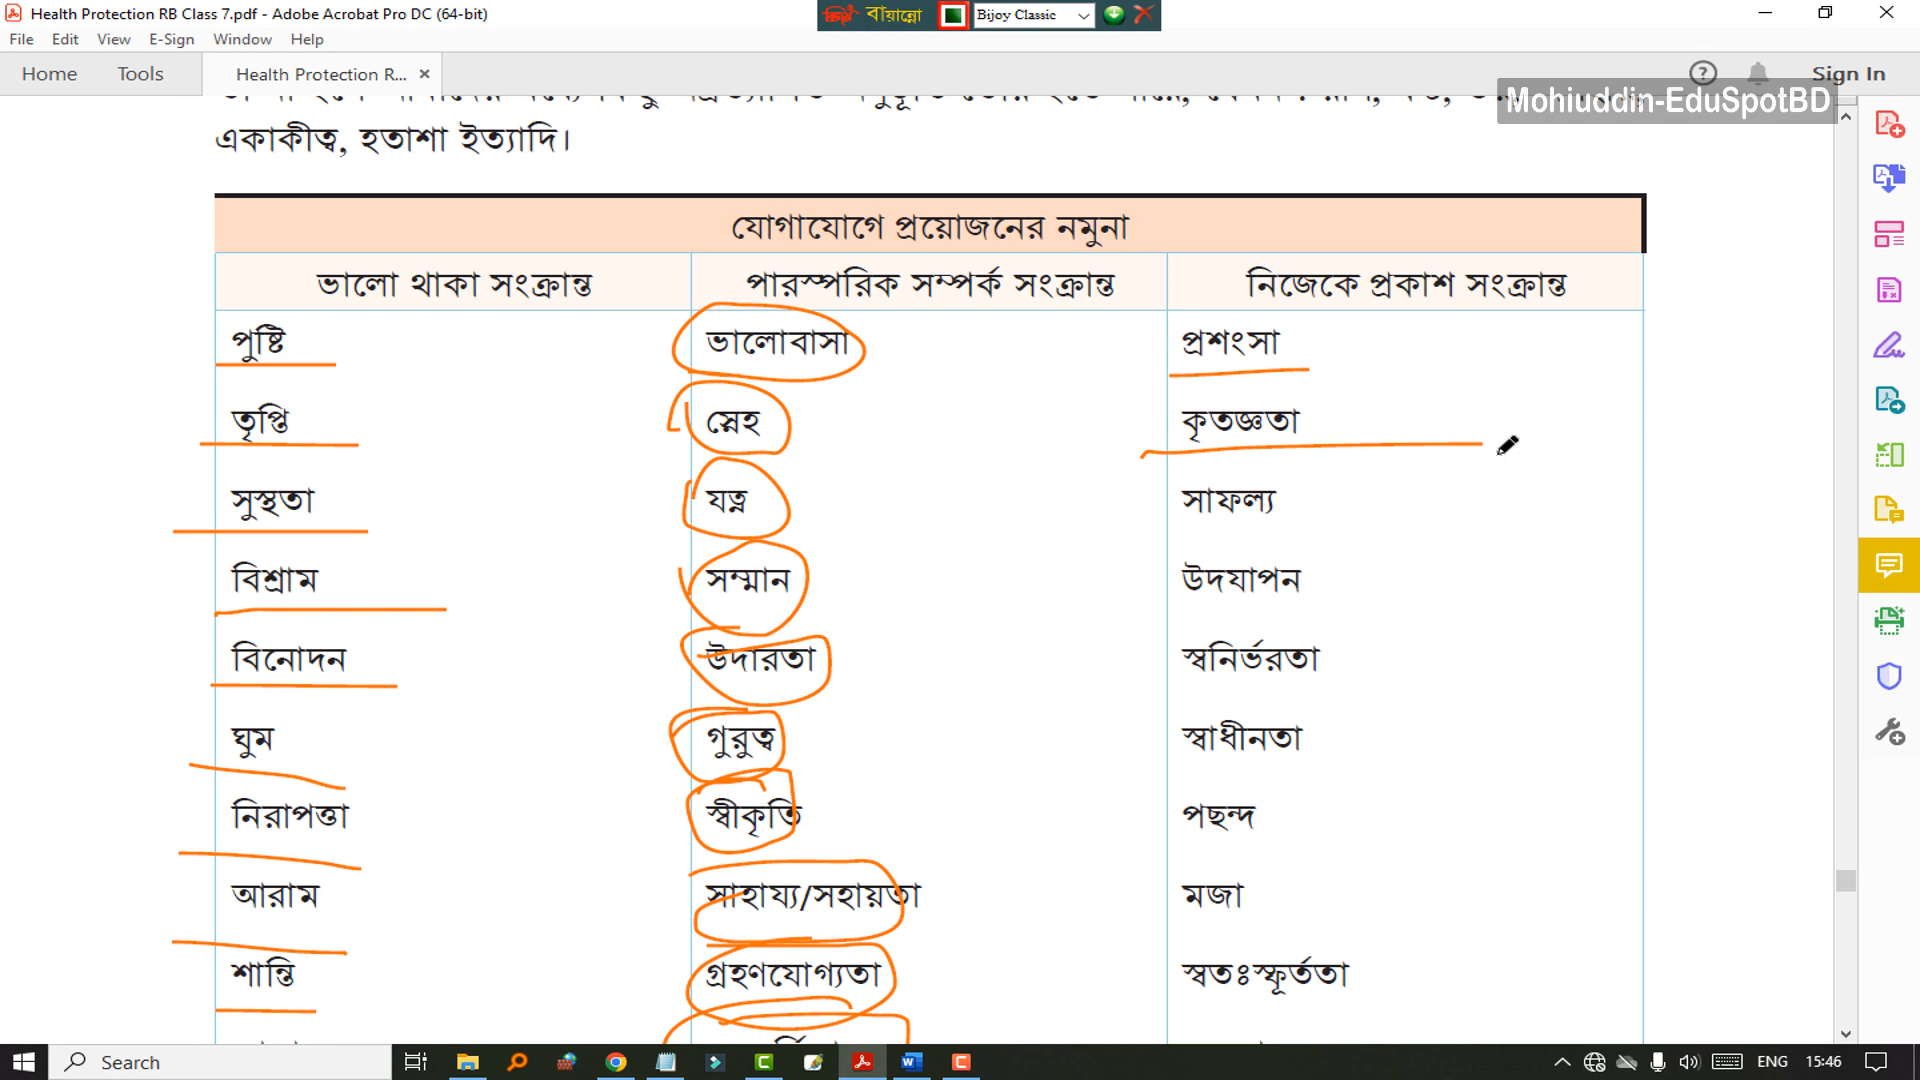 Health Protection RB Class 7.pdf - Adobe Acrobat Pro DC (64-bit)
বায়ান্নো
Bijoy Classic
File Edit View E-Sign Window Help
Home Tools Health Protection R... Sign In
Mohiuddin-EduSpotBD
একাকীত্ব, হতাশা ইত্যাদি।
যোগাযোগে প্রয়োজনের নমুনা
ভালো থাকা সংক্রান্ত পারস্পরিক সম্পর্ক সংক্রান্ত নিজেকে প্রকাশ সংক্রান্ত
পুষ্টি ভালোবাসা প্রশংসা
তৃপ্তি স্নেহ কৃতজ্ঞতা
সুস্থতা যত্ন সাফল্য
বিশ্রাম সম্মান উদযাপন
বিনোদন উদারতা স্বনির্ভরতা
ঘুম গুরুত্ব স্বাধীনতা
নিরাপত্তা স্বীকৃতি পছন্দ
আরাম সাহায্য/সহায়তা মজা
শান্তি গ্রহণযোগ্যতা স্বতঃস্ফূর্ততা
Search
ENG 15:46